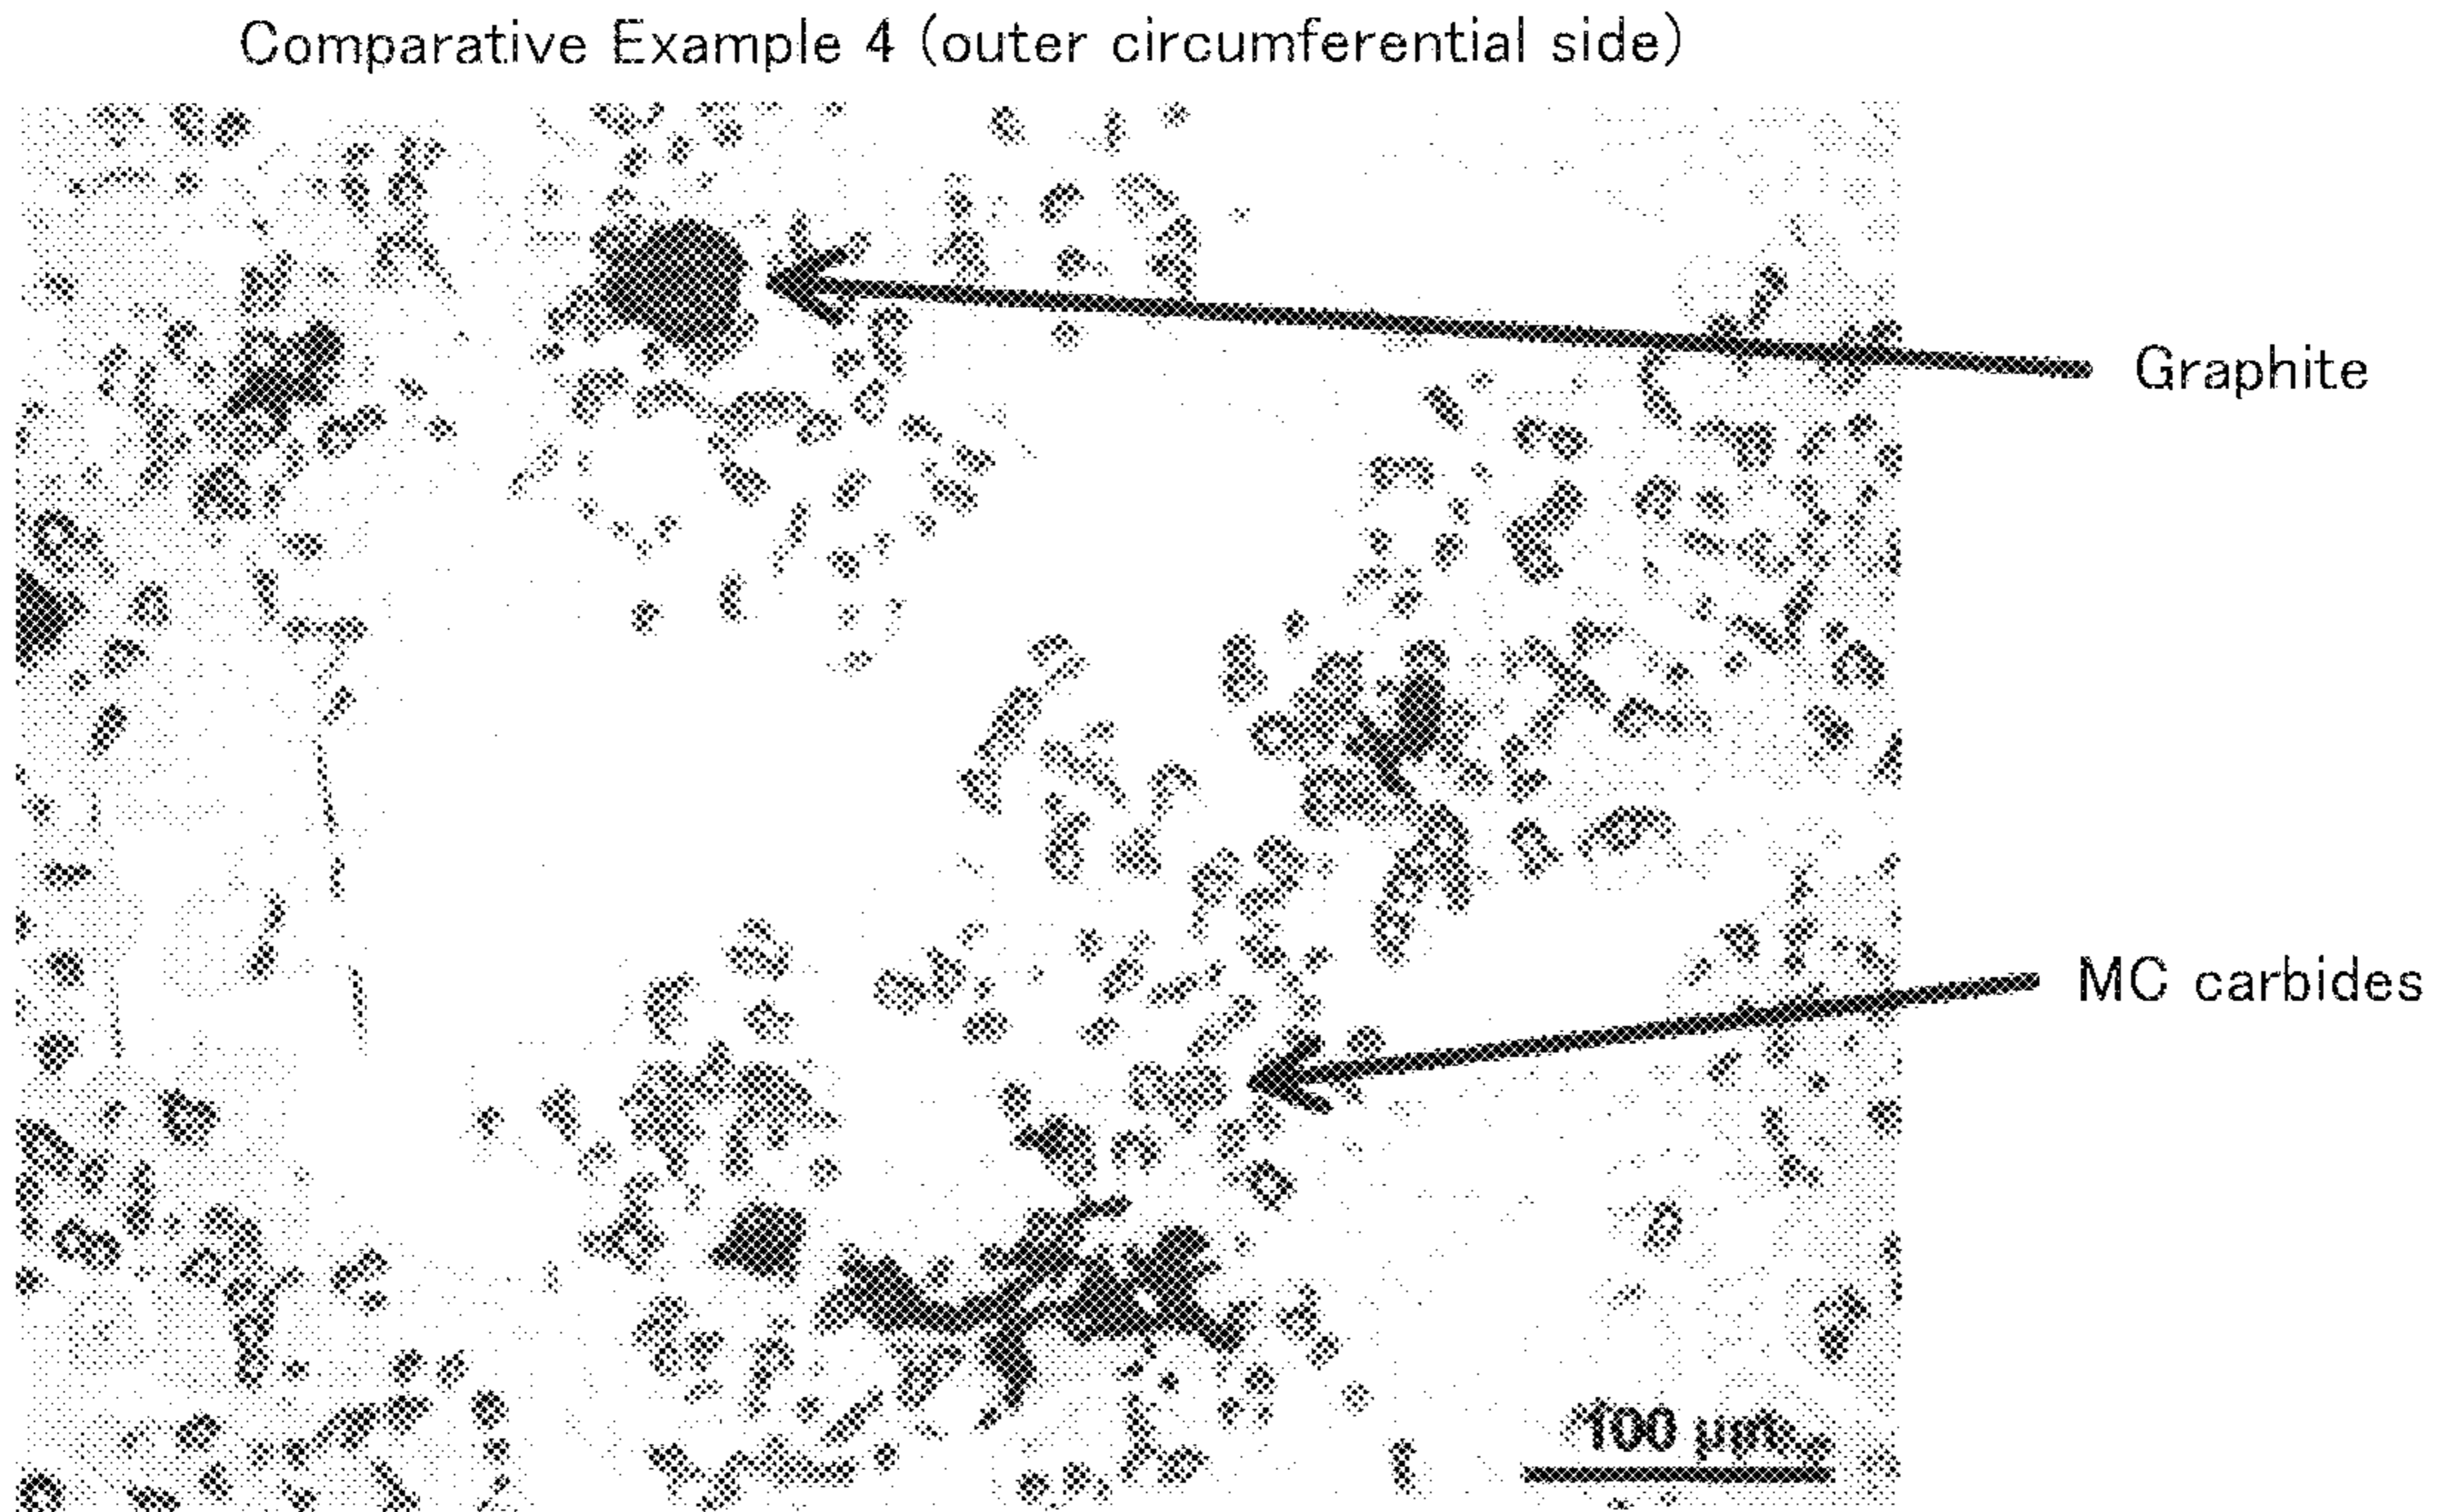 Comparative Example 4 (outer circumferential side)
Graphite
MC carbides
100 μm